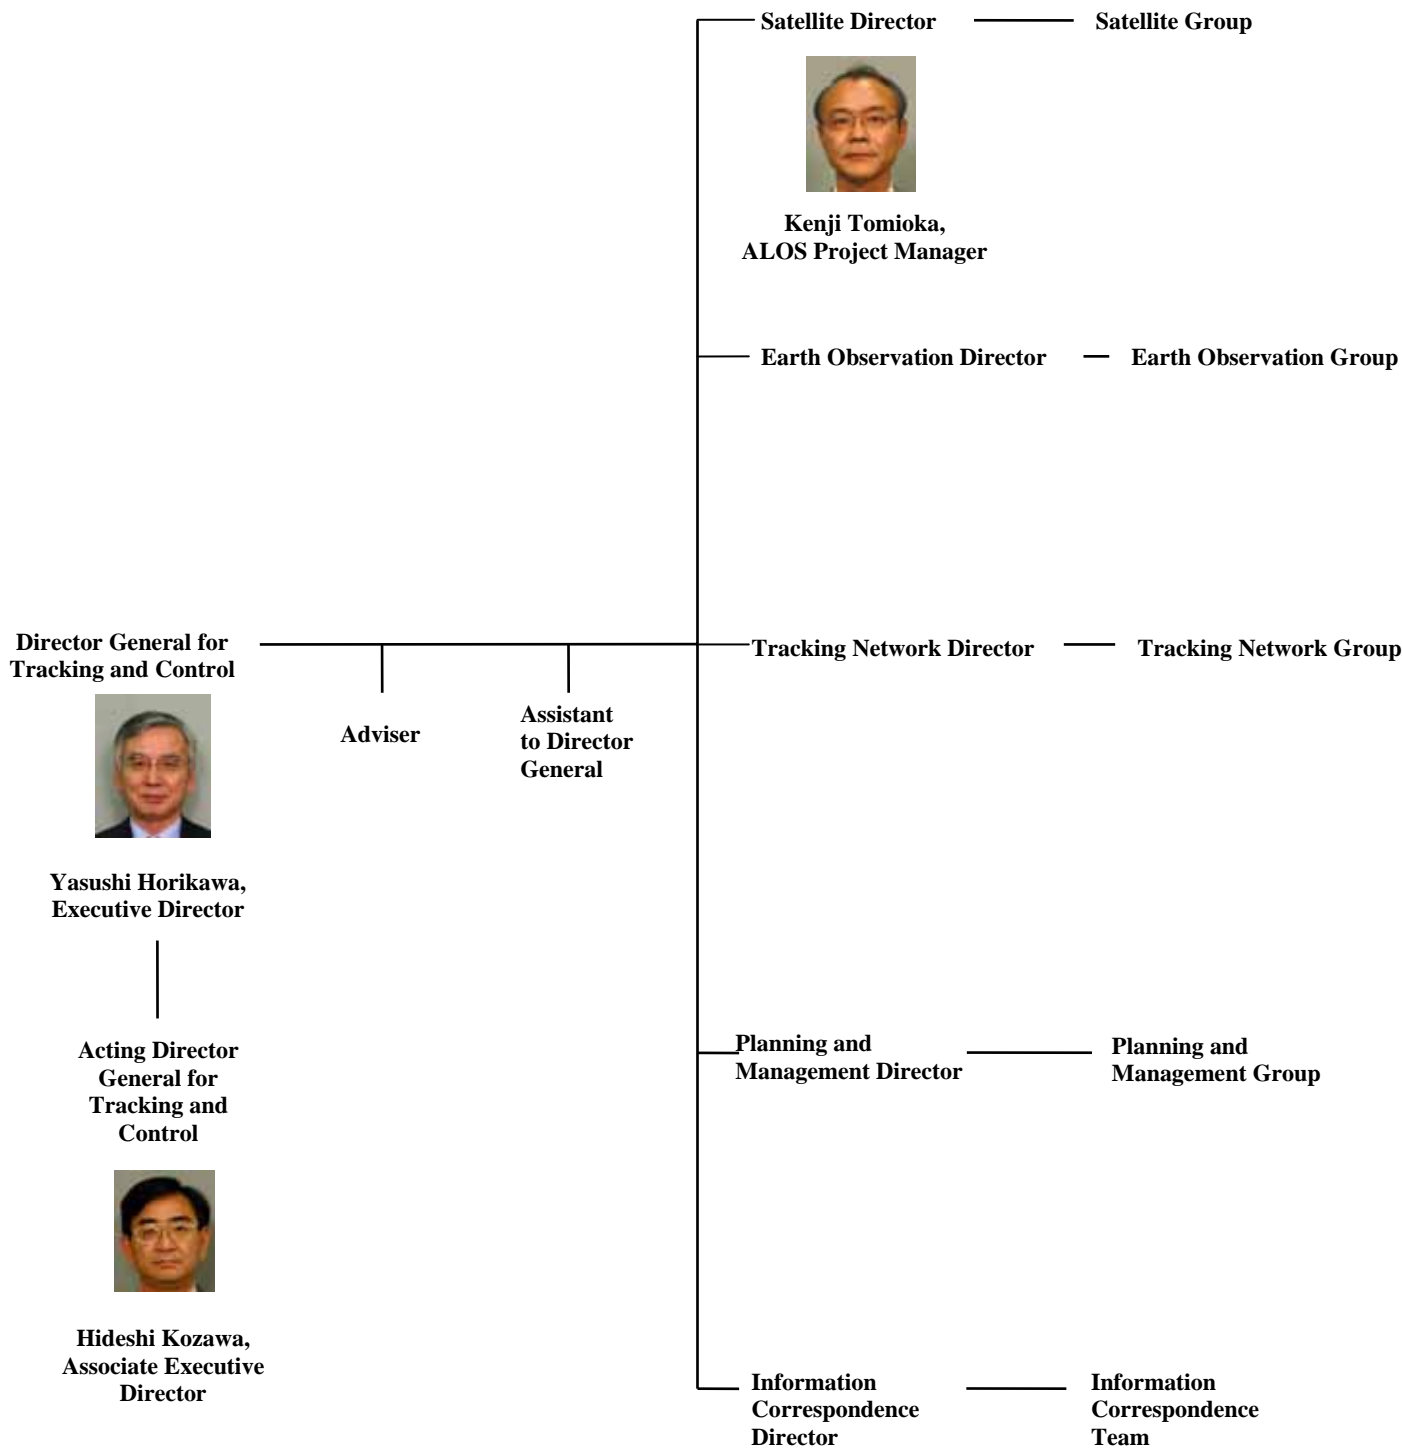 Satellite Director
Satellite Group
Kenji Tomioka,
ALOS Project Manager
Earth Observation Director
Earth Observation Group
Director General for
Tracking and Control
Tracking Network Director
Tracking Network Group
Adviser
Assistant
to Director
General
Yasushi Horikawa,
Executive Director
Acting Director
General for
Tracking and
Control
Planning and
Management Director
Planning and
Management Group
Hideshi Kozawa,
Associate Executive
Director
Information
Correspondence
Director
Information
Correspondence
Team